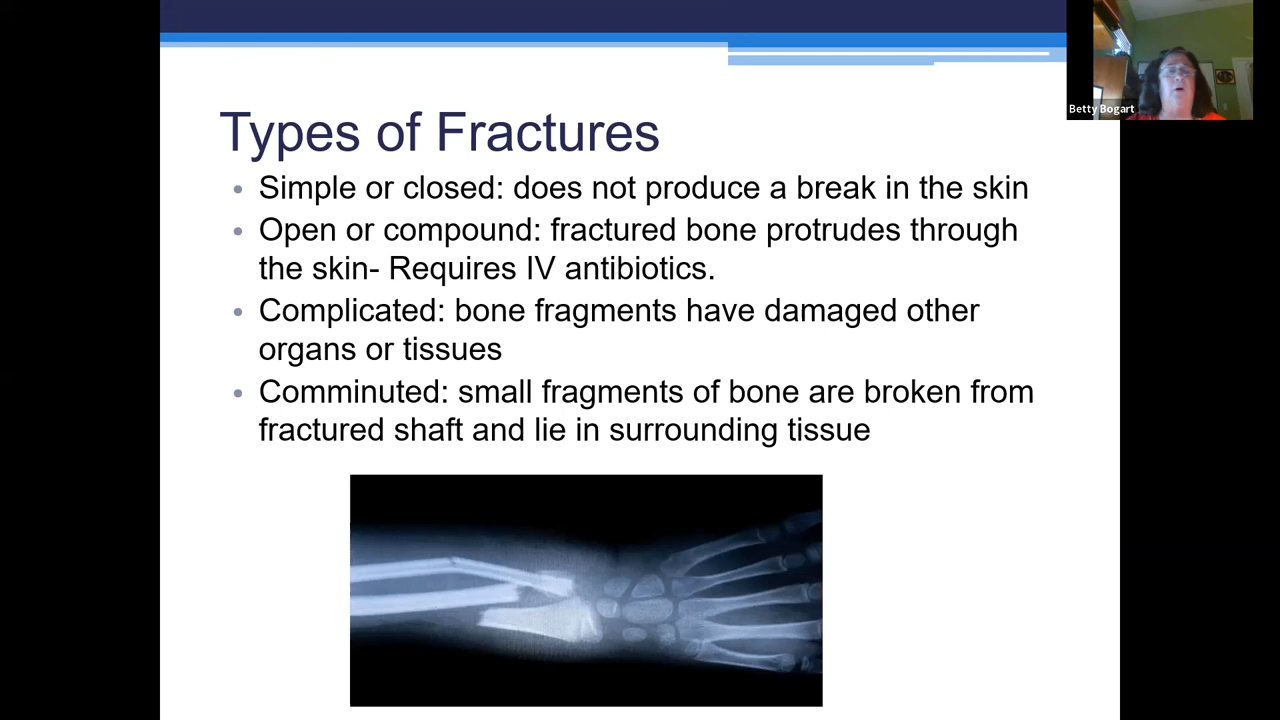 Betty Bogart
Types of Fractures
• Simple or closed: does not produce a break in the skin
• Open or compound: fractured bone protrudes through
the skin- Requires IV antibiotics.
• Complicated: bone fragments have damaged other
organs or tissues
• Comminuted: small fragments of bone are broken from
fractured shaft and lie in surrounding tissue